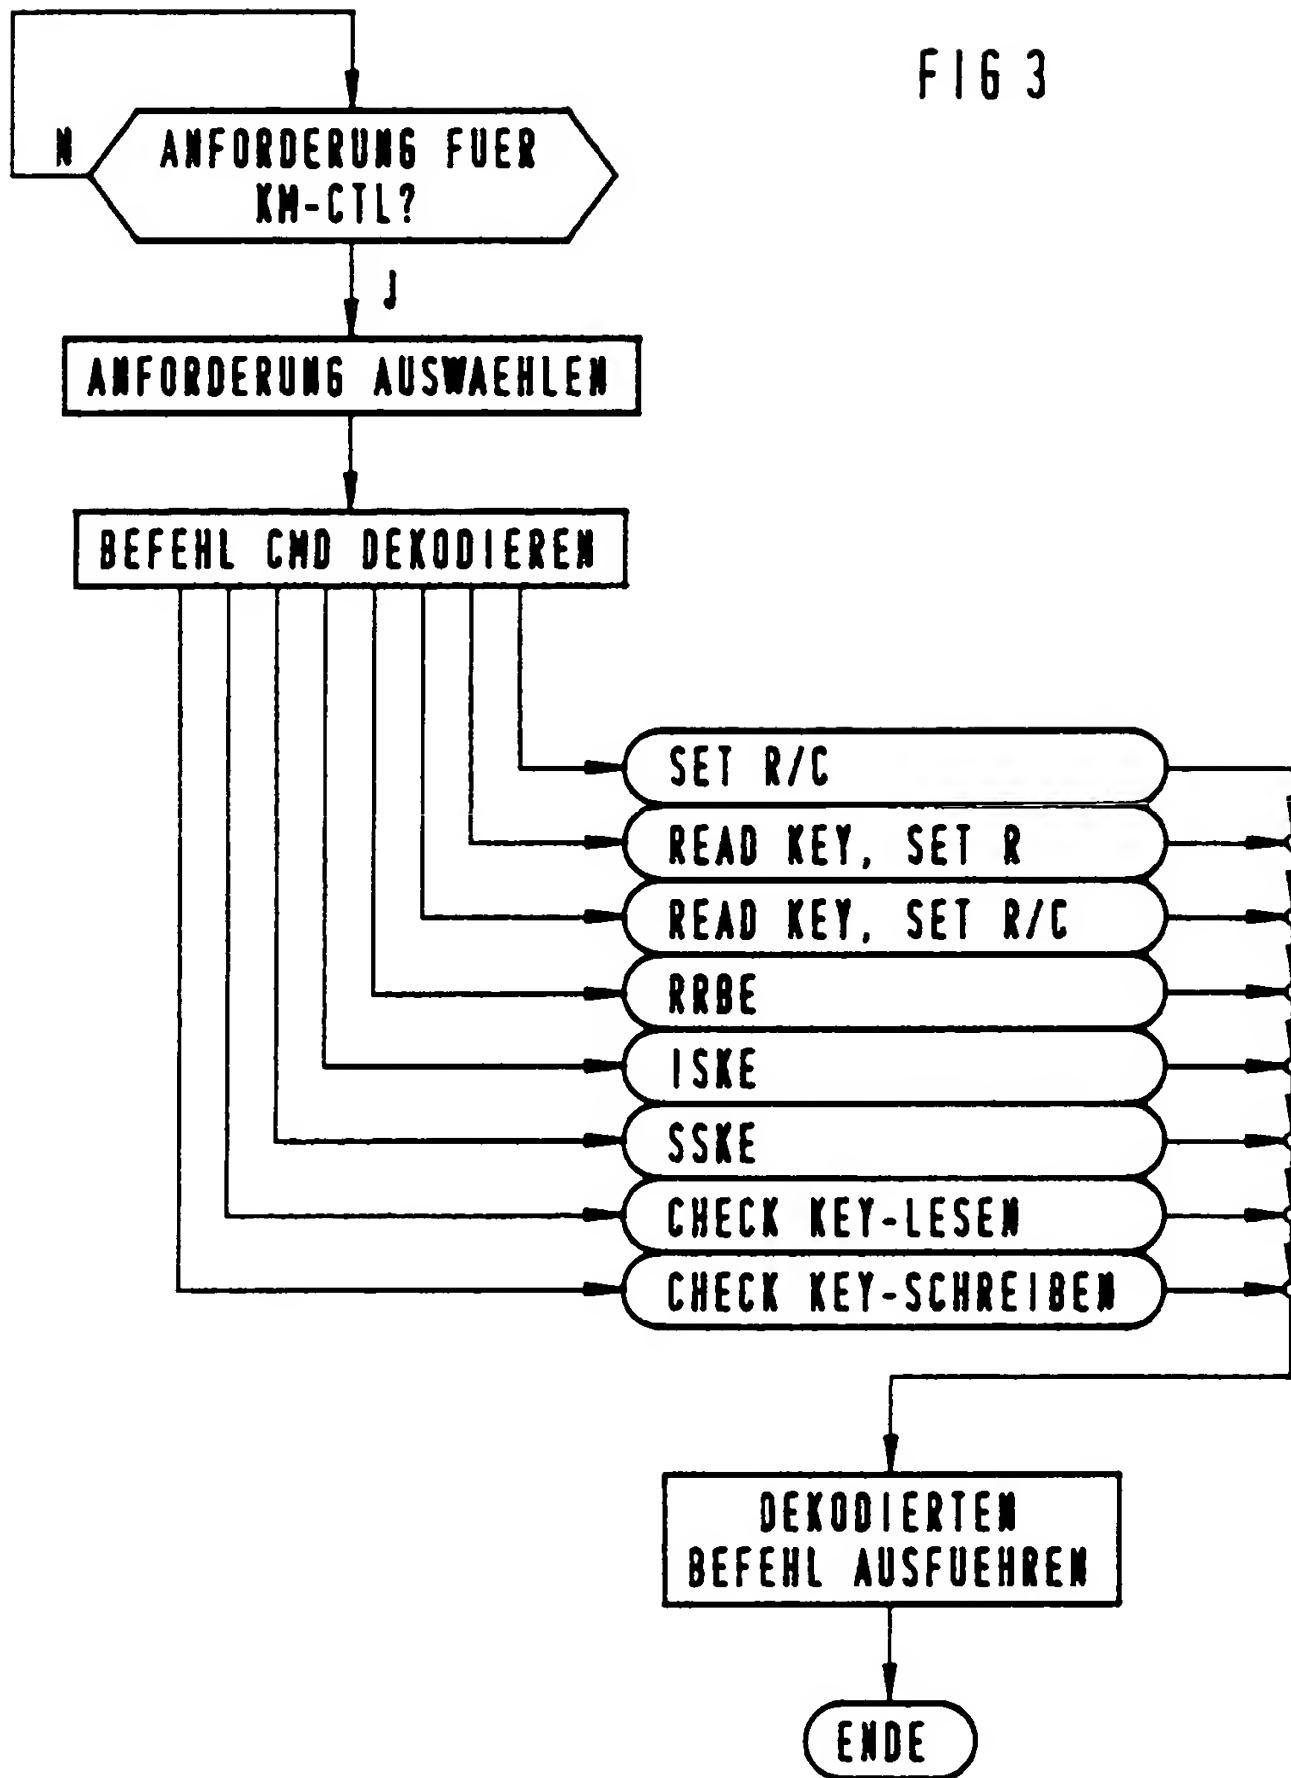 FIG 3
N
ANFORDERUNG FUER
KM-CTL?
J
ANFORDERUNG AUSWAEHLEN
BEFEHL CMD DEKODIEREN
SET R/C
READ KEY, SET R
READ KEY, SET R/C
RRBE
ISKE
SSKE
CHECK KEY-LESEN
CHECK KEY-SCHREIBEN
DEKODIERTEN
BEFEHL AUSFUEHREN
ENDE